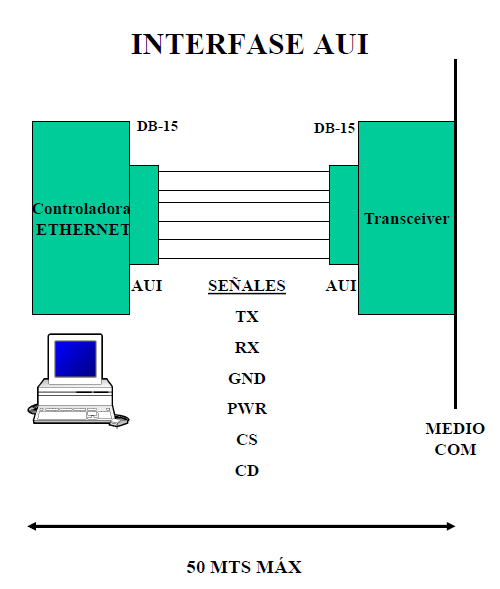 INTERFASE AUI
DB-15
DB-15
Controladora
ETHERNET
Transceiver
AUI
SEÑALES
AUI
TX
RX
GND
PWR
CS
CD
MEDIO
COM
50 MTS MÁX